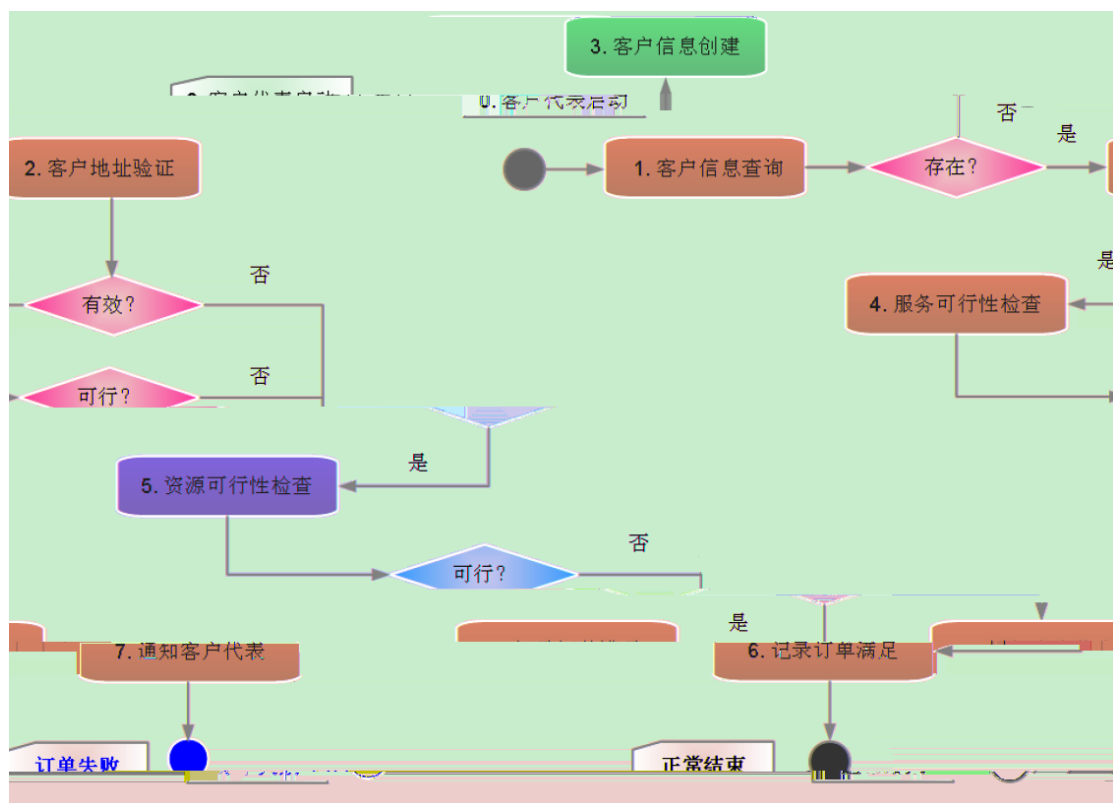 3. 客户信息创建
0. 客户代表启动
否
是
2. 客户地址验证
1. 客户信息查询
存在?
否
是
有效?
4. 服务可行性检查
可行?
否
是
5. 资源可行性检查
否
可行?
是
7. 通知客户代表
6. 记录订单满足
订单失败
正常结束